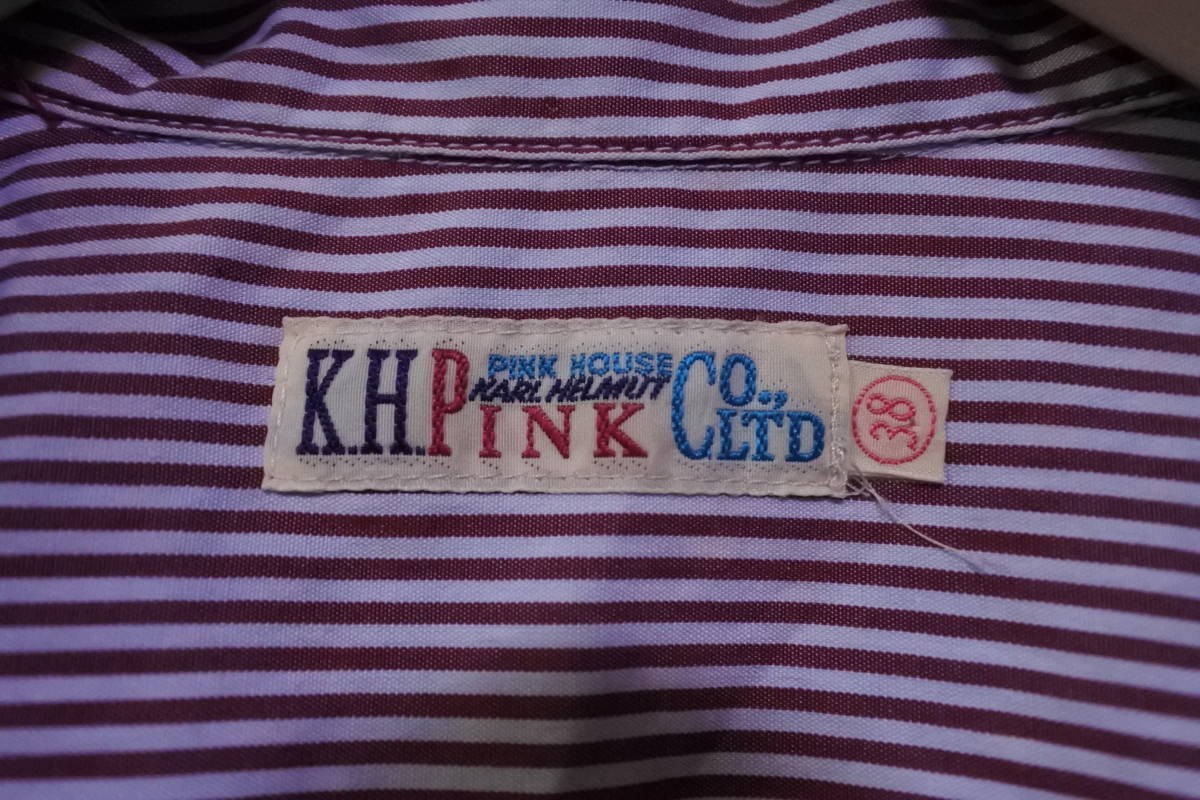 K.H.PINK CO., LTD
PINK HOUSE
KARL HELMUT
38